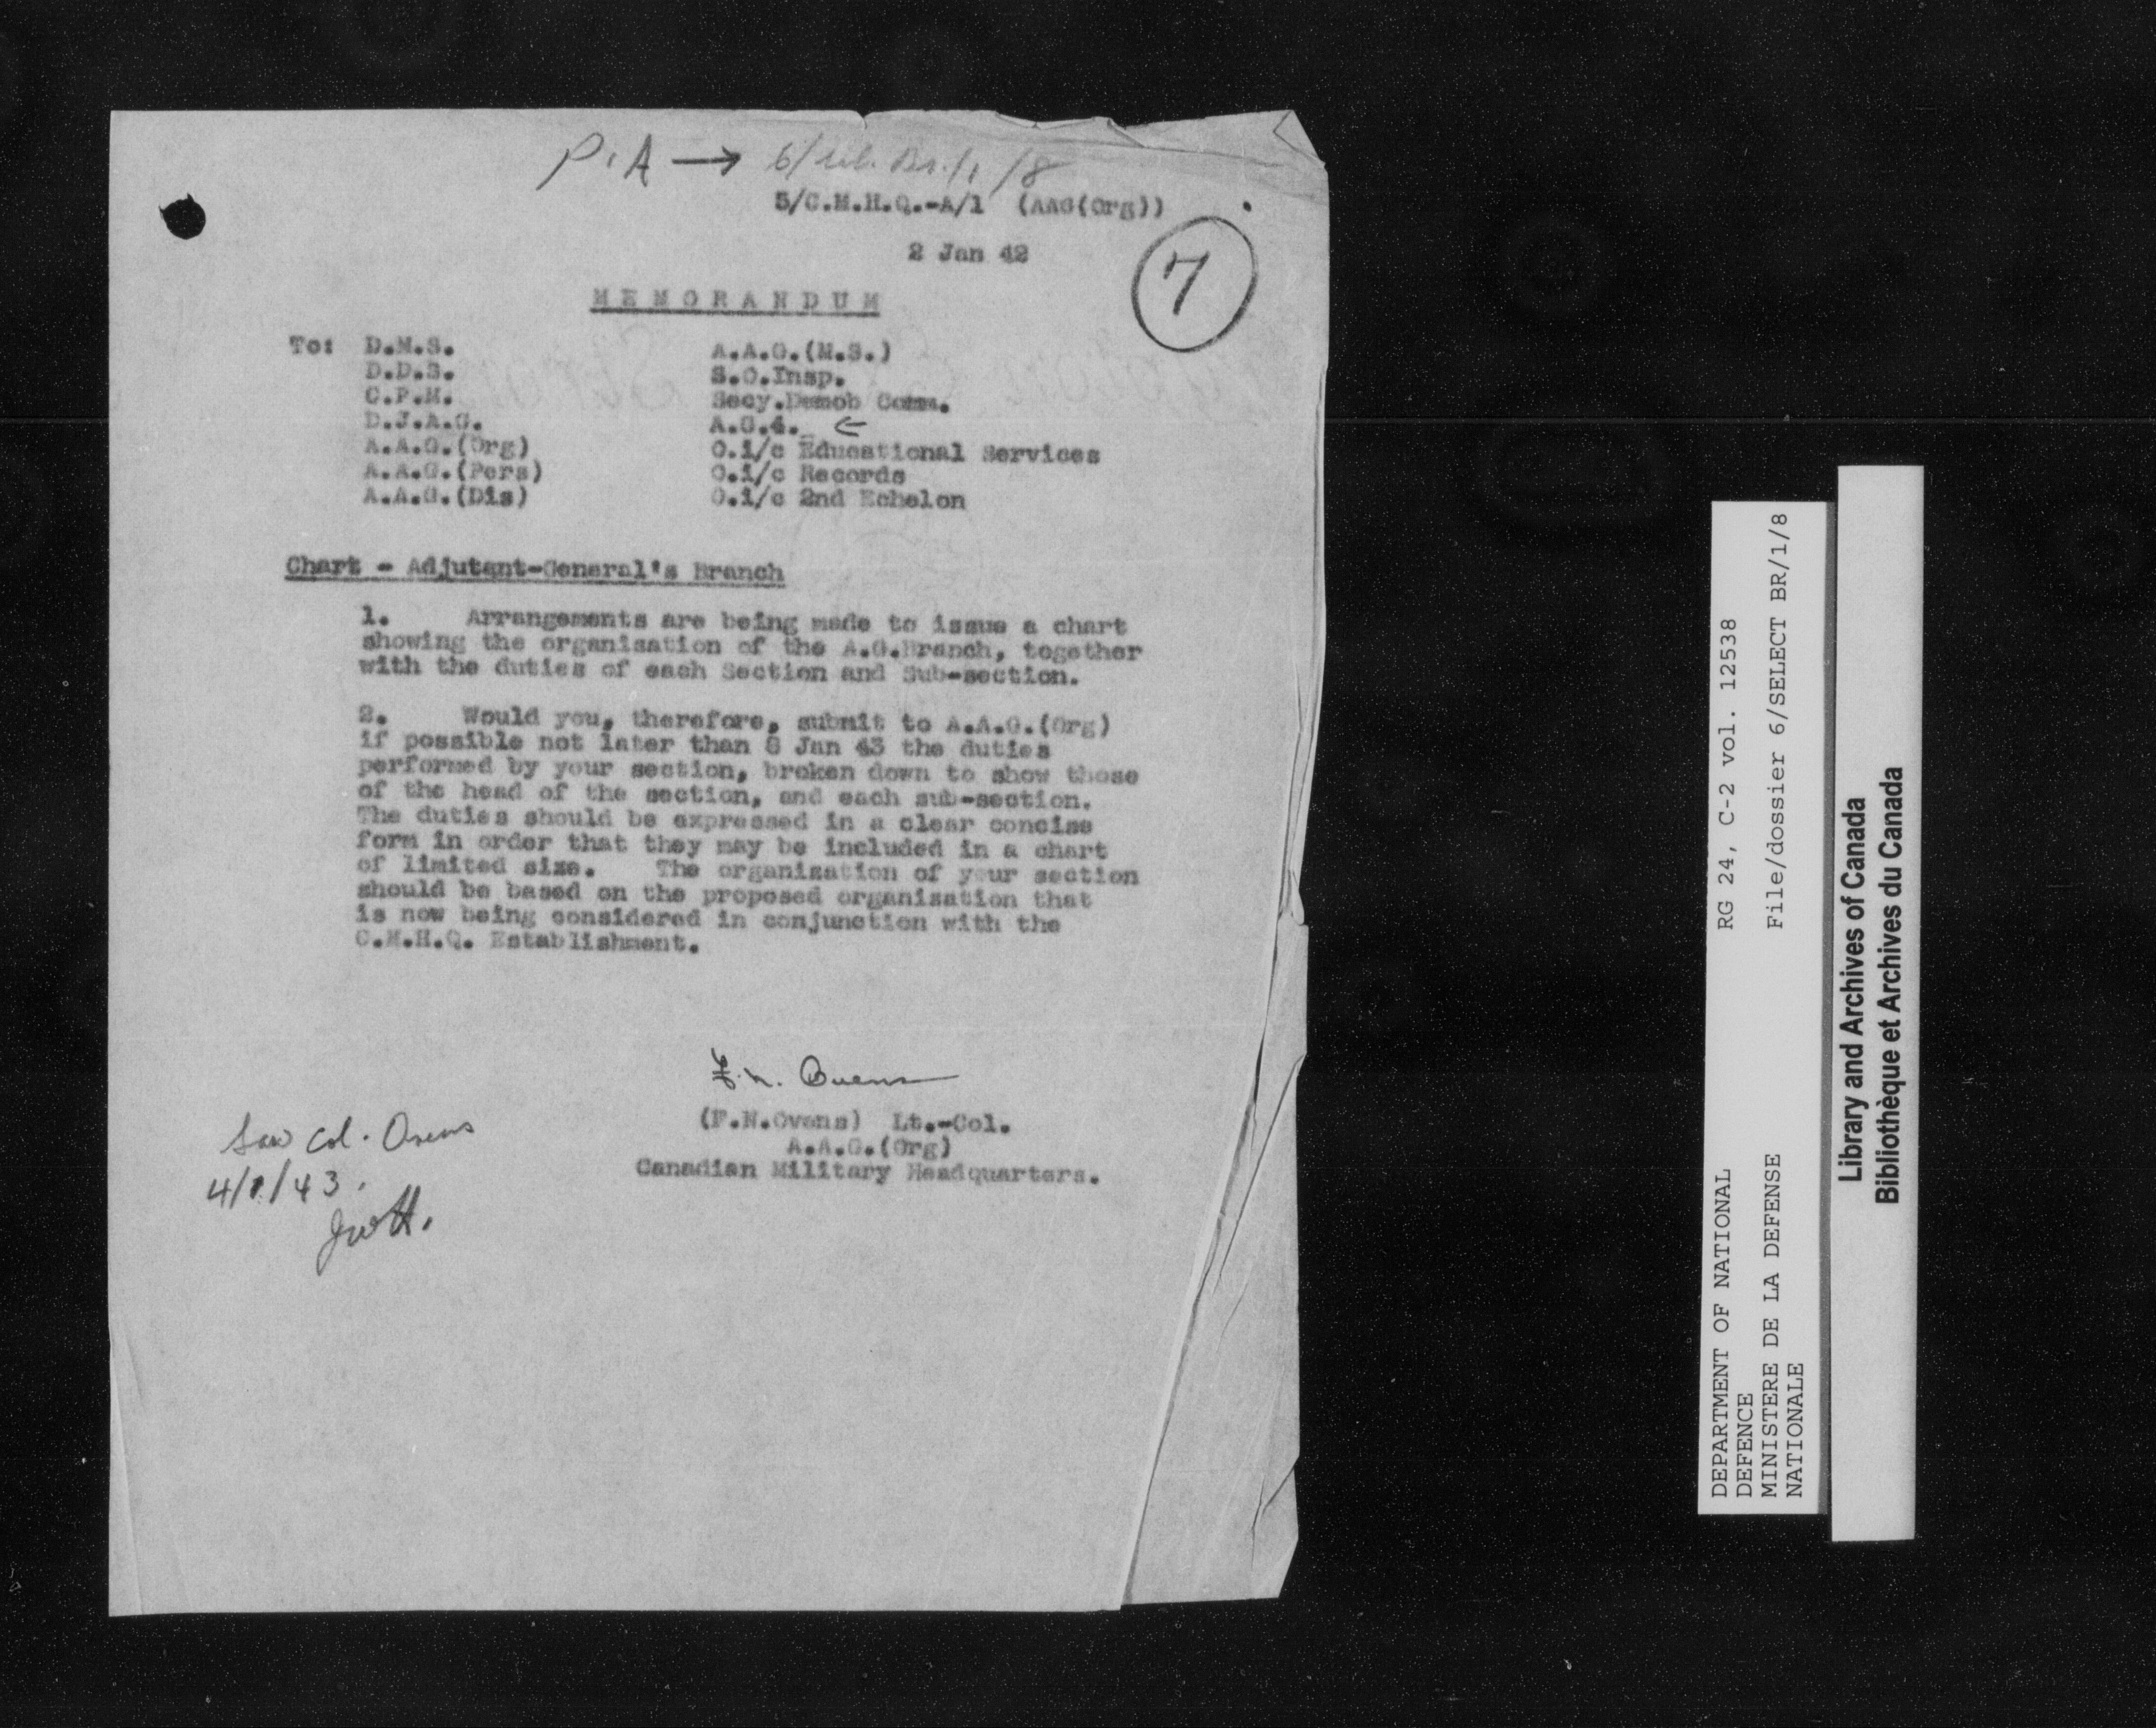 P.A → 6/Sel. Br./1/8
5/C.M.H.Q.-A/1 (AAG(Org))
2 Jan 42
7
MEMORANDUM
To: D.M.S. A.A.G.(M.S.)
D.D.S. S.O.Insp.
C.P.M. Secy.Demob Comm.
D.J.A.G. A.G.4. ←
A.A.G.(Org) O.i/c Educational Services
A.A.G.(Pers) O.i/c Records
A.A.G.(Dis) O.i/c 2nd Echelon
Chart - Adjutant-General's Branch
1. Arrangements are being made to issue a chart
showing the organisation of the A.G.Branch, together
with the duties of each Section and Sub-section.
2. Would you, therefore, submit to A.A.G.(Org)
if possible not later than 8 Jan 43 the duties
performed by your section, broken down to show those
of the head of the section, and each sub-section.
The duties should be expressed in a clear concise
form in order that they may be included in a chart
of limited size. The organization of your section
should be based on the proposed organisation that
is now being considered in conjunction with the
C.M.H.Q. Establishment.
F.N. Ovens
(F.N.Ovens) Lt.-Col.
A.A.G.(Org)
Canadian Military Headquarters.
Saw Col. Ovens
4/1/43.
JWH.
DEPARTMENT OF NATIONAL
DEFENCE
MINISTERE DE LA DEFENSE
NATIONALE
RG 24, C-2 vol. 12538
File/dossier 6/SELECT BR/1/8
Library and Archives of Canada
Bibliothèque et Archives du Canada